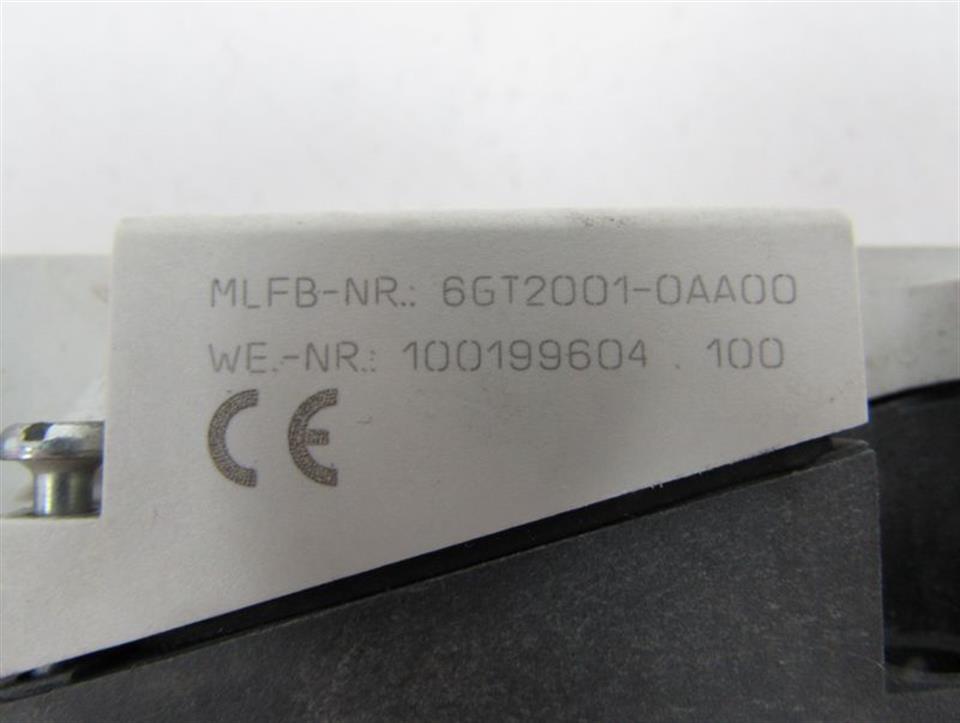 MLFB-NR.: 6GT2001-0AA00
WE.-NR.: 100199604 . 100
CE